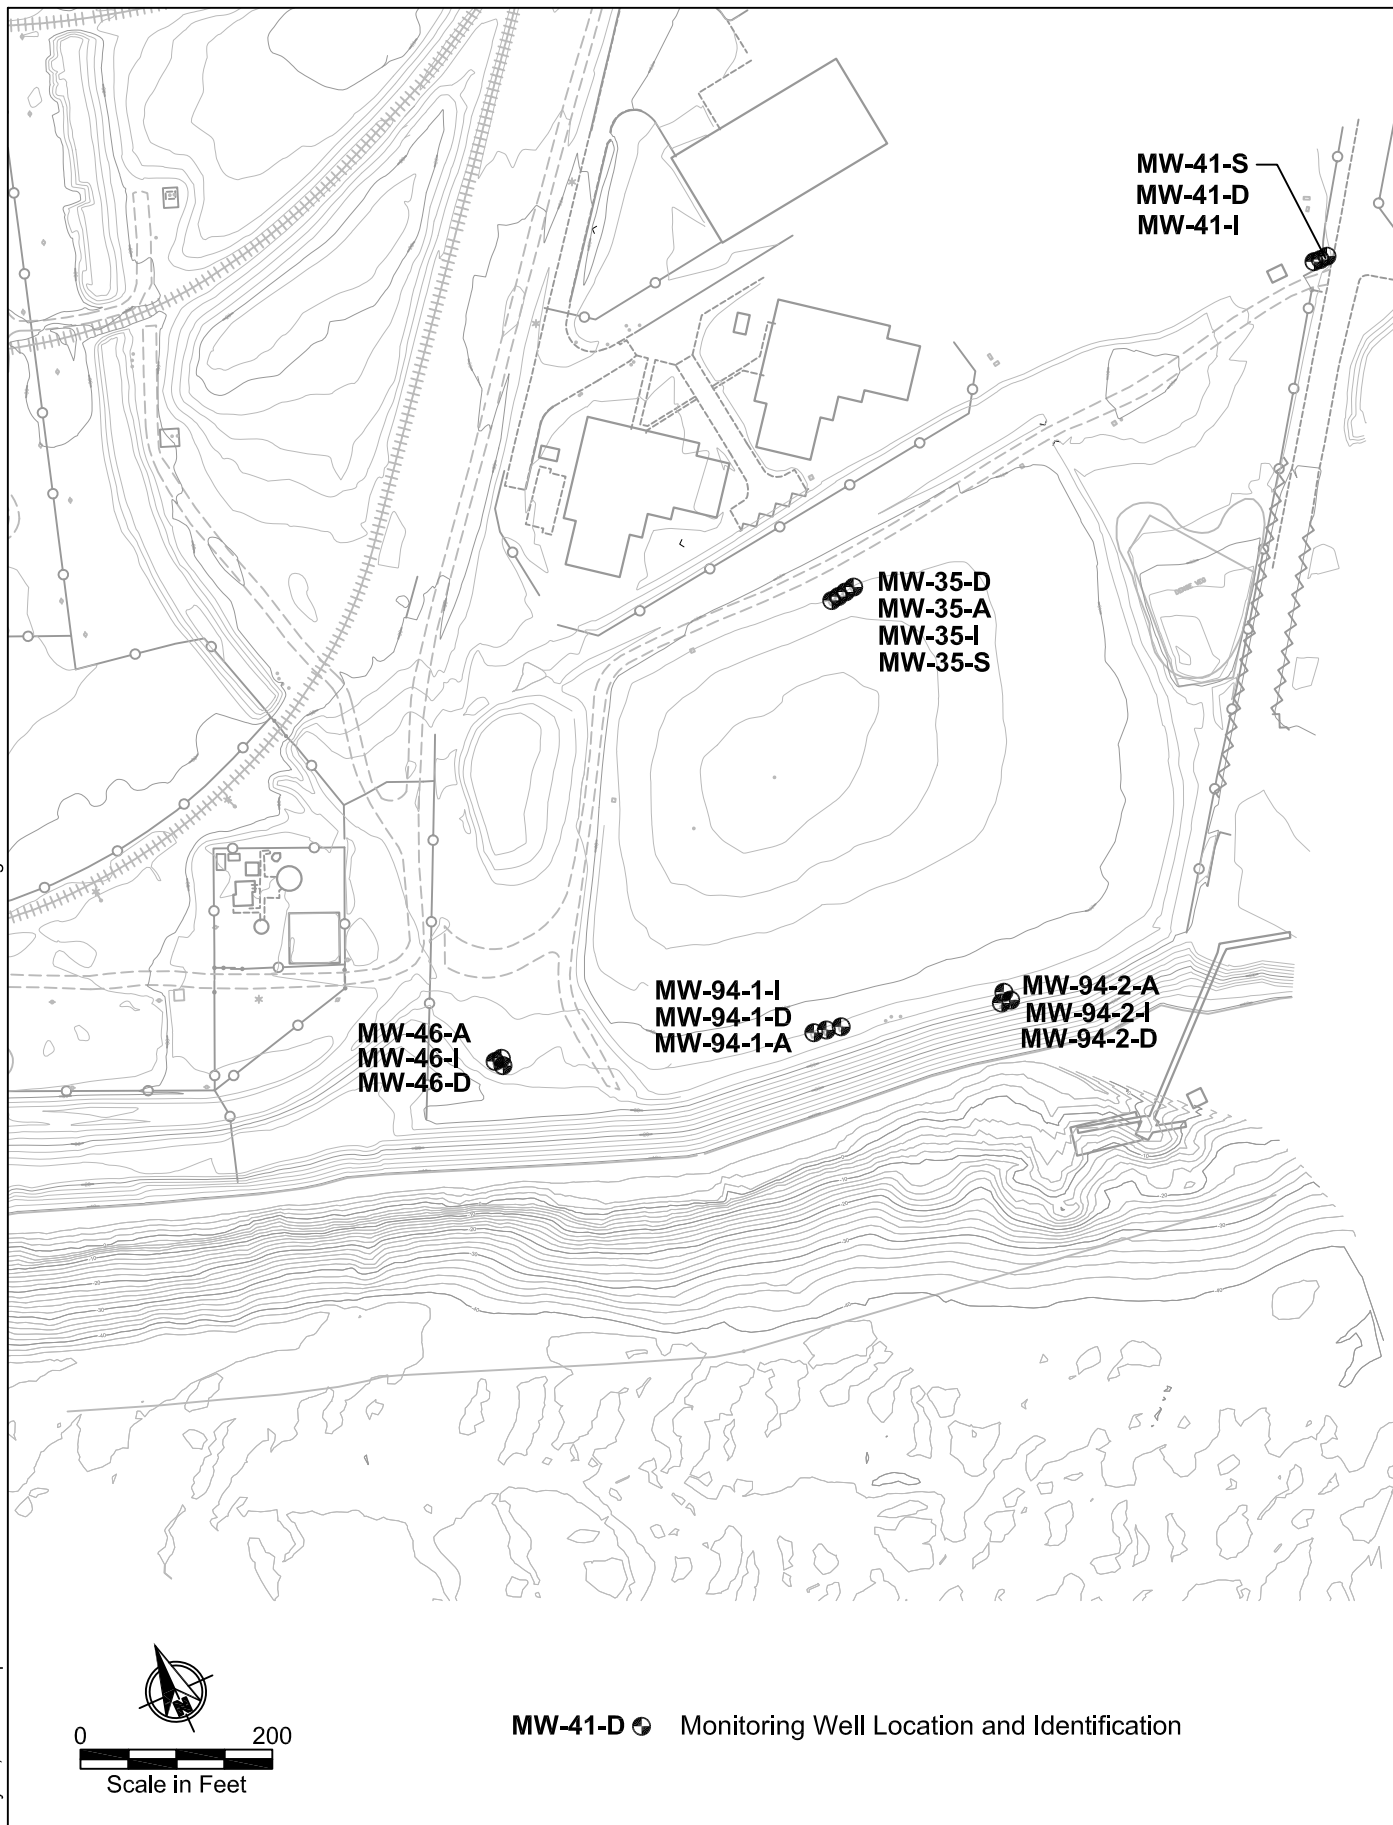 MW-41-S
MW-41-D
MW-41-I
MW-35-D
MW-35-A
MW-35-I
MW-35-S
MW-94-1-I
MW-94-1-D
MW-94-1-A
MW-94-2-A
MW-94-2-I
MW-94-2-D
MW-46-A
MW-46-I
MW-46-D
N
0 200
Scale in Feet
MW-41-D Monitoring Well Location and Identification